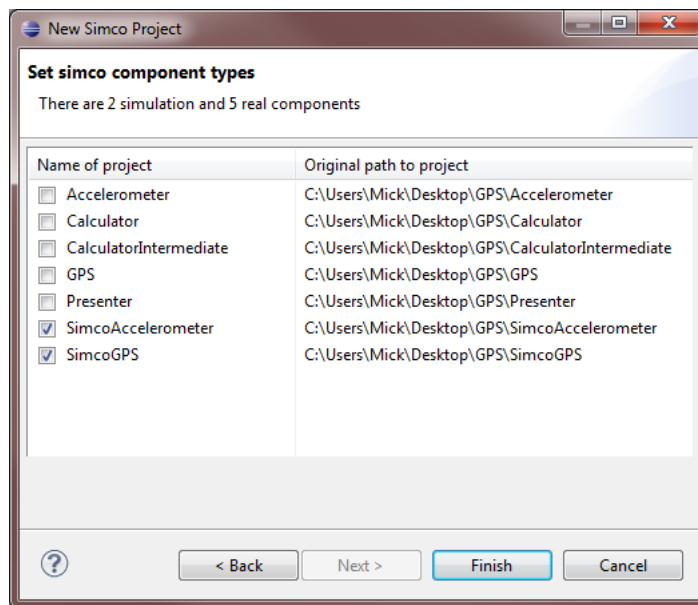 New Simco Project
Set simco component types
There are 2 simulation and 5 real components
Name of project Original path to project
Accelerometer C:\Users\Mick\Desktop\GPS\Accelerometer
Calculator C:\Users\Mick\Desktop\GPS\Calculator
CalculatorIntermediate C:\Users\Mick\Desktop\GPS\CalculatorIntermediate
GPS C:\Users\Mick\Desktop\GPS\GPS
Presenter C:\Users\Mick\Desktop\GPS\Presenter
SimcoAccelerometer C:\Users\Mick\Desktop\GPS\SimcoAccelerometer
SimcoGPS C:\Users\Mick\Desktop\GPS\SimcoGPS
? < Back Next > Finish Cancel